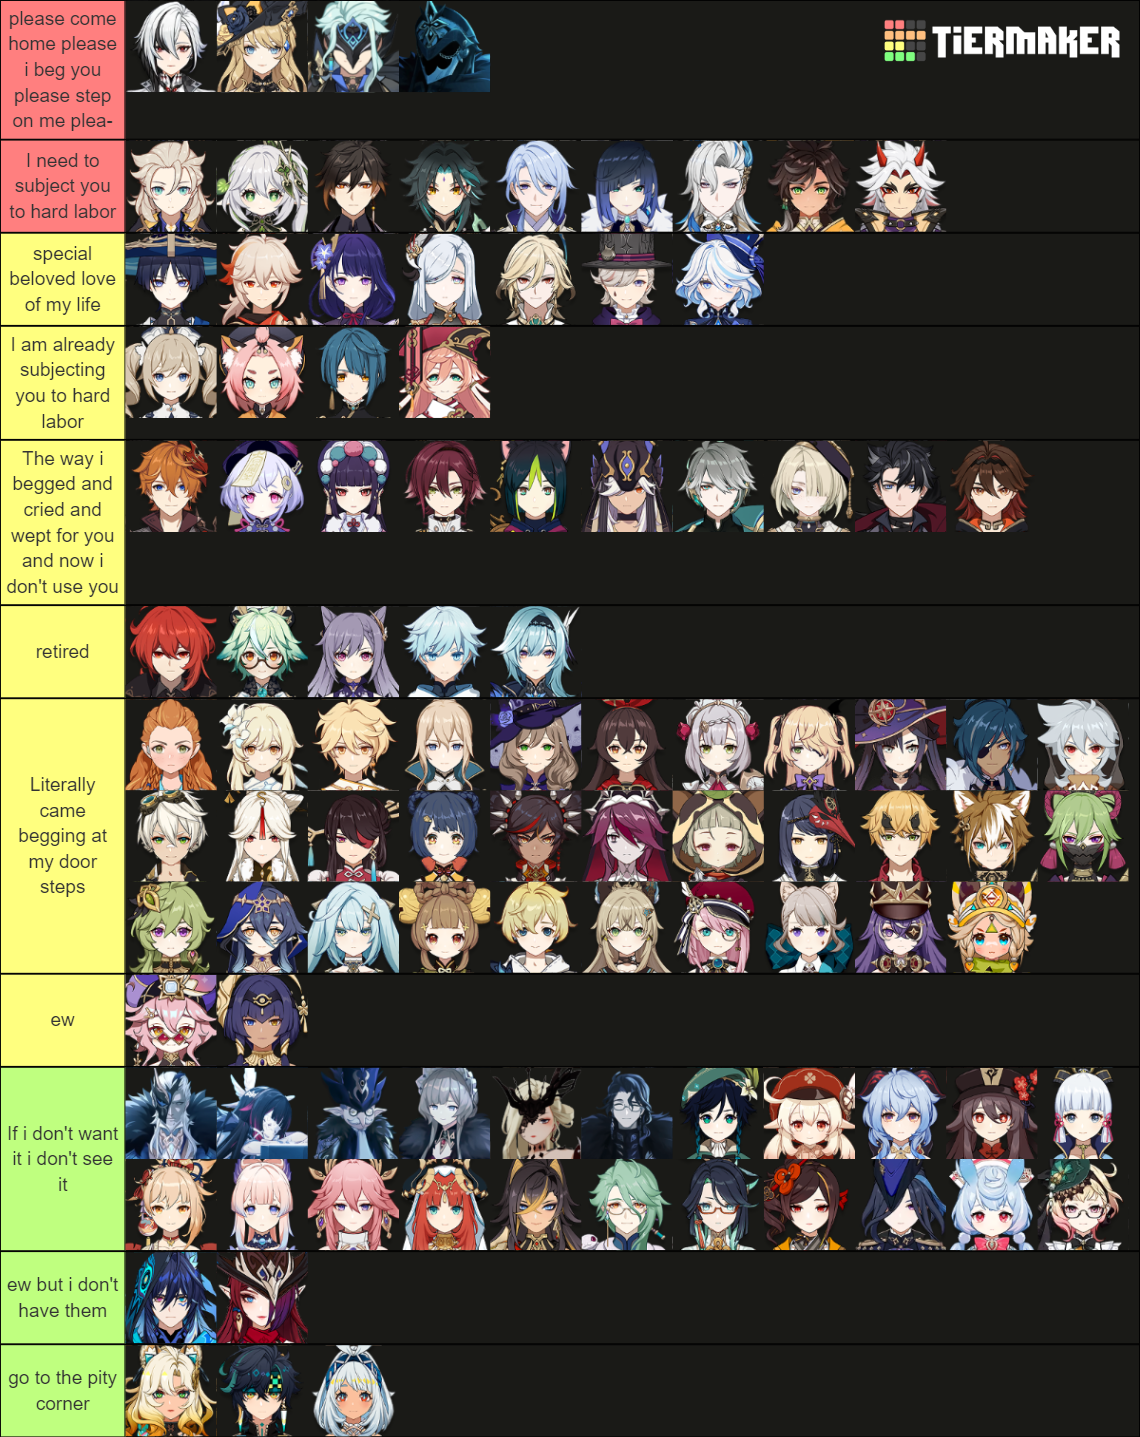 please come
home please
i beg you
please step
on me plea-
TiERMAKER
I need to
subject you
to hard labor
special
beloved love
of my life
I am already
subjecting
you to hard
labor
The way i
begged and
cried and
wept for you
and now i
don't use you
retired
Literally
came
begging at
my door
steps
ew
If i don't want
it i don't see
it
ew but i don't
have them
go to the pity
corner